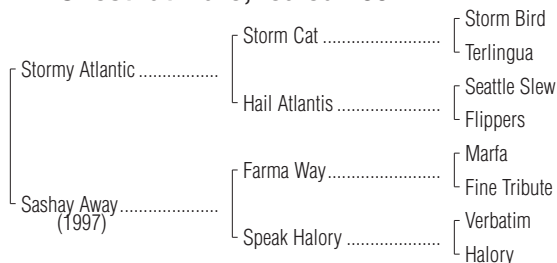 Storm Bird
Storm Cat ........................
Terlingua
Stormy Atlantic ................
Seattle Slew
Hail Atlantis .....................
Flippers
Marfa
Farma Way......................
Fine Tribute
Sashay Away....................
(1997)
Verbatim
Speak Halory ...................
Halory